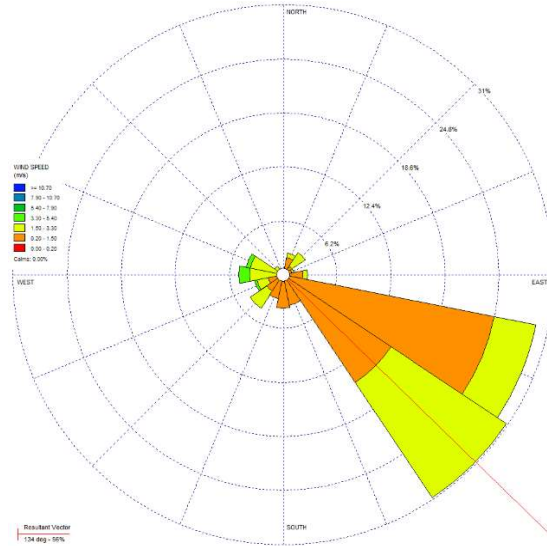 NORTH
31%
24.8%
18.6%
12.4%
6.2%
WIND SPEED
(m/s)
>= 10.70
7.90 - 10.70
5.40 - 7.90
3.30 - 5.40
1.50 - 3.30
0.20 - 1.50
0.00 - 0.20
Calms: 0.00%
WEST
EAST
SOUTH
Resultant Vector
134 deg - 56%